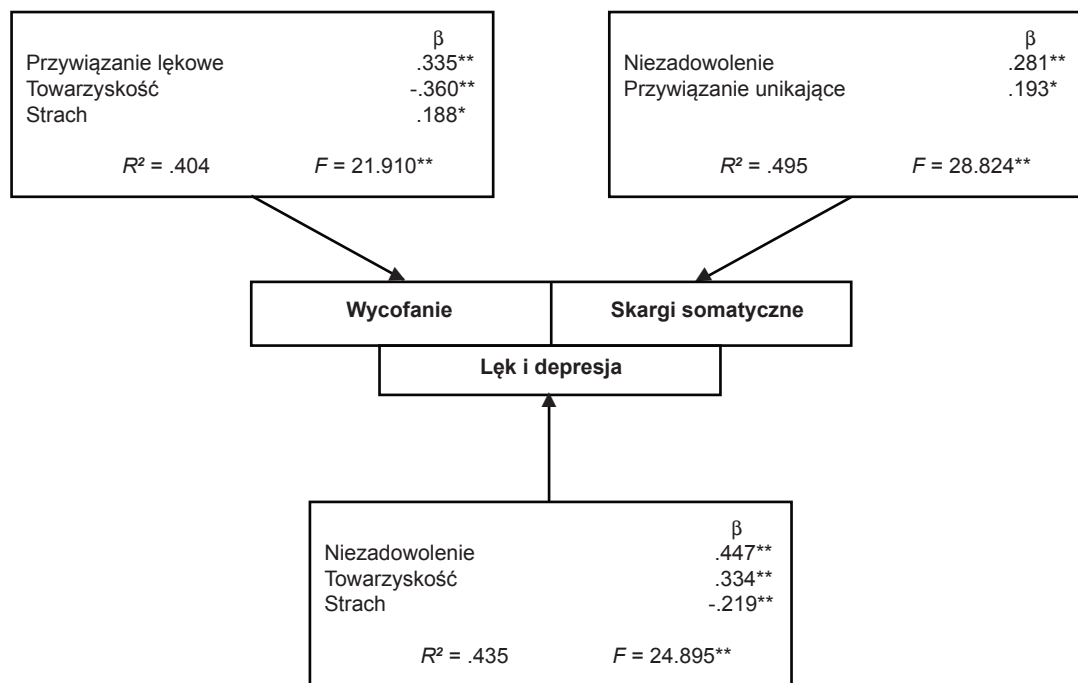 β
Przywiązanie lękowe .335**
Towarzyskość -.360**
Strach .188*
R² = .404 F = 21.910**
β
Niezadowolenie .281**
Przywiązanie unikające .193*
R² = .495 F = 28.824**
Wycofanie
Skargi somatyczne
Lęk i depresja
β
Niezadowolenie .447**
Towarzyskość .334**
Strach -.219**
R² = .435 F = 24.895**